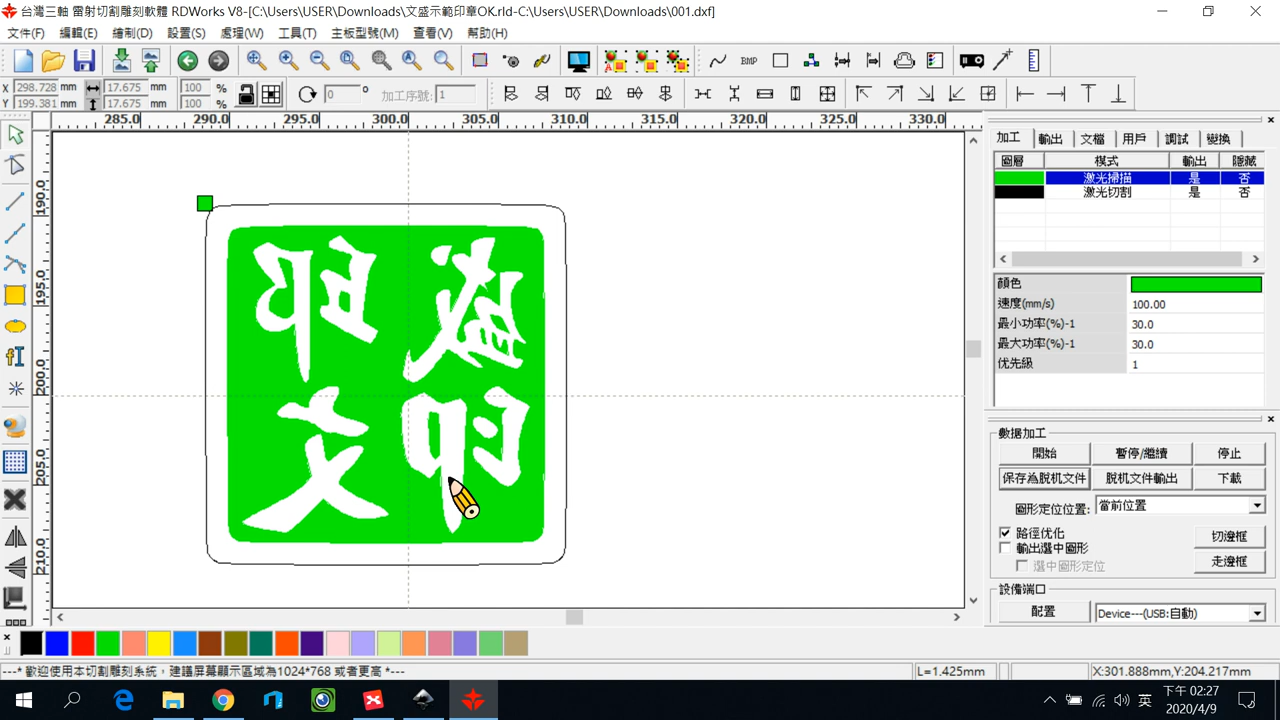 台灣三軸 雷射切割雕刻軟體 RDWorks V8-[C:\Users\USER\Downloads\文盛示範印章OK.rld-C:\Users\USER\Downloads\001.dxf]
文件(F) 編輯(E) 繪制(D) 設置(S) 處理(W) 工具(T) 主板型號(M) 查看(V) 幫助(H)
BMP
X 298.728 mm 17.675 mm 100 %
Y 199.381 mm 17.675 mm 100 %
0 ° 加工序號: 1
285.0 290.0 295.0 300.0 305.0 310.0 315.0 320.0 325.0 330.0
190.0
195.0
200.0
205.0
210.0
加工 輸出 文檔 用戶 調試 變換
圖層 模式 輸出 隱藏
激光掃描 是 否
激光切割 是 否
顏色
速度(mm/s) 100.00
最小功率(%)-1 30.0
最大功率(%)-1 30.0
优先級 1
數据加工
開始 暫停/繼續 停止
保存為脫机文件 脫机文件輸出 下載
圖形定位位置: 當前位置
路徑优化
輸出選中圖形
選中圖形定位
切邊框
走邊框
設備端口
配置 Device---(USB:自動)
---* 歡迎使用本切割雕刻系統，建議屏幕顯示區域為1024*768 或者更高 *---
L=1.425mm
X:301.888mm,Y:204.217mm
英
下午 02:27
2020/4/9